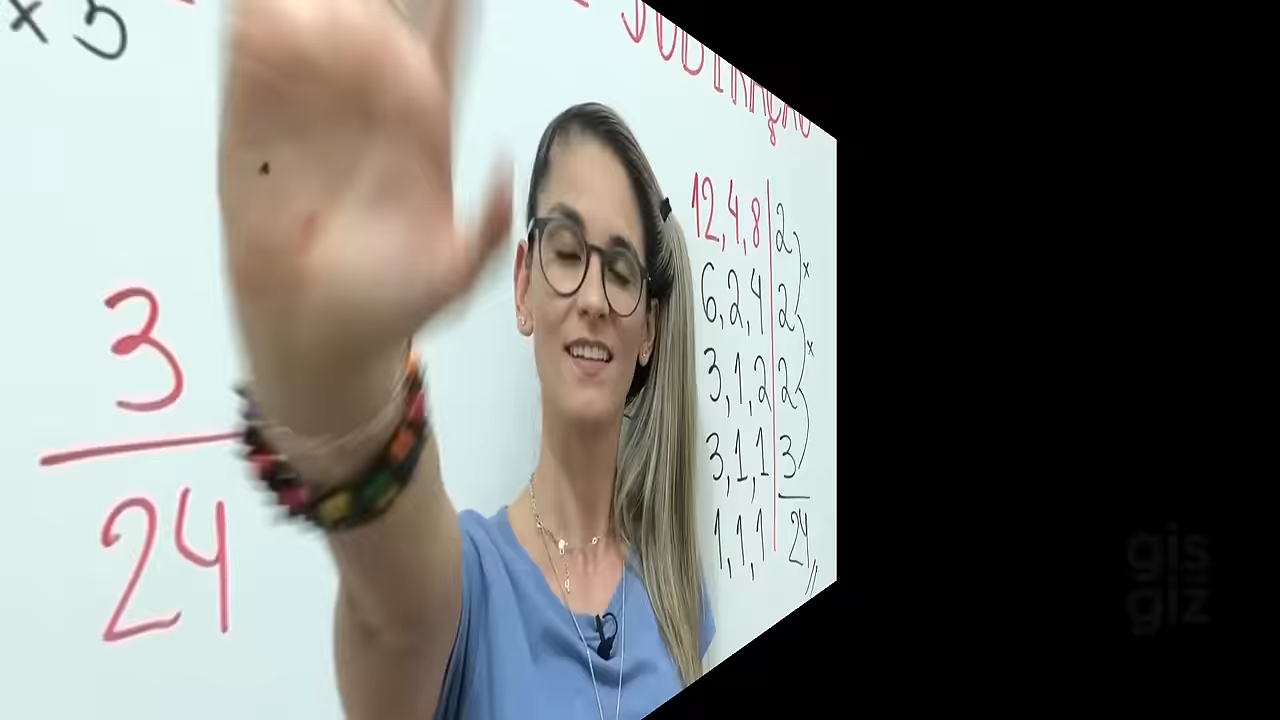 x 5
SUBTRAÇÃO
3
24
12,4,8 | 2
6,2,4 | 2
3,1,2 | 2
3,1,1 | 3
1,1,1 | 24
x
x
gis
giz